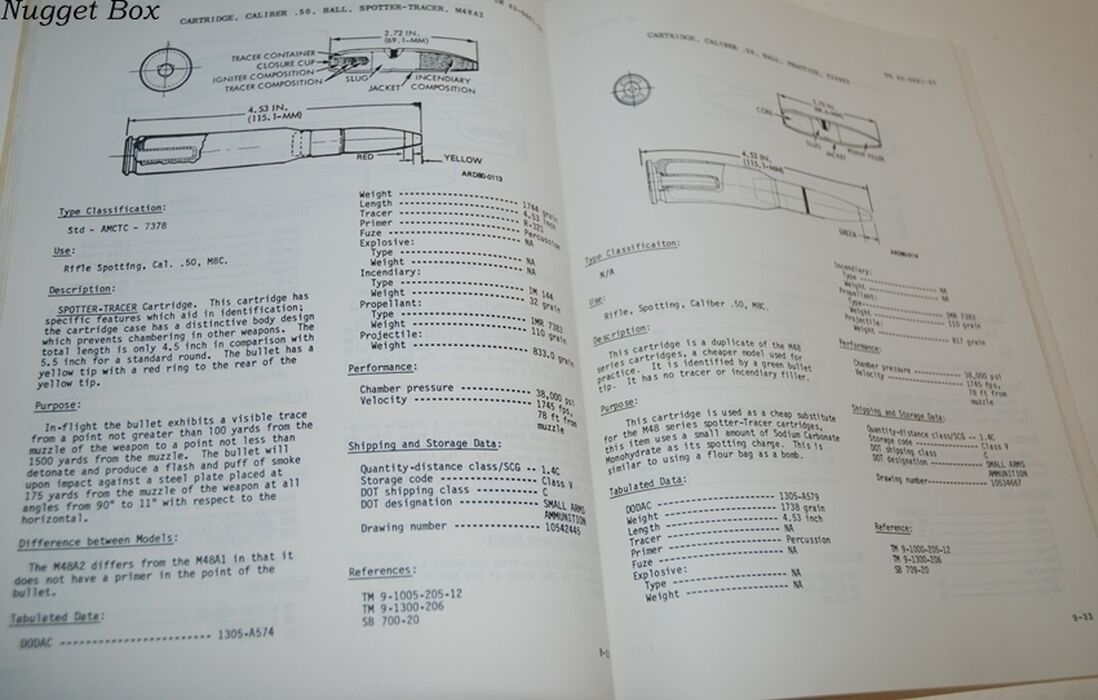 Nugget Box
CARTRIDGE, CALIBER .50, BALL, SPOTTER-TRACER, M48A2
2.72 IN.
(69.1-MM)
TRACER CONTAINER
CLOSURE CUP
IGNITER COMPOSITION
TRACER COMPOSITION
SLUG
JACKET
INCENDIARY
COMPOSITION
4.53 IN.
(115.1-MM)
RED
YELLOW
ARD80-0113
Type Classification:
Std - AMCTC - 7378
Use:
Rifle Spotting, Cal. .50, M8C.
Description:
SPOTTER-TRACER Cartridge. This cartridge has
specific features which aid in identification;
the cartridge case has a distinctive body design
which prevents chambering in other weapons. The
total length is only 4.5 inch in comparison with
5.5 inch for a standard round. The bullet has a
yellow tip with a red ring to the rear of the
yellow tip.
Purpose:
In-flight the bullet exhibits a visible trace
from a point not greater than 100 yards from the
muzzle of the weapon to a point not less than
1500 yards from the muzzle. The bullet will
detonate and produce a flash and puff of smoke
upon impact against a steel plate placed at
175 yards from the muzzle of the weapon at all
angles from 90° to 11° with respect to the
horizontal.
Difference between Models:
The M48A2 differs from the M48A1 in that it
does not have a primer in the point of the
bullet.
Tabulated Data:
DODAC ------------------------ 1305-A574
Weight -------------------- 1744 grain
Length -------------------- 4.53 inch
Tracer -------------------- R-321
Primer -------------------- Percussion
Fuze ---------------------- NA
Explosive:
Type -------------------- NA
Weight ------------------ NA
Incendiary:
Type -------------------- IM 144
Weight ------------------ 32 grain
Propellant:
Type -------------------- IMR 7383
Weight ------------------ 110 grain
Projectile:
Weight ------------------ 833.0 grain
Performance:
Chamber pressure ---------- 38,000 psi
Velocity ------------------ 1745 fps,
78 ft from
muzzle
Shipping and Storage Data:
Quantity-distance class/SCG -- 1.4C
Storage code -------------- Class V
DOT shipping class -------- C
DOT designation ----------- SMALL ARMS
AMMUNITION
Drawing number ------------ 10542445
References:
TM 9-1005-205-12
TM 9-1300-206
SB 700-20
CARTRIDGE, CALIBER .50, BALL, PRACTICE,
CORE
SLUG
JACKET
POINT FILLER
4.53 IN.
(115.1-MM)
GREEN
ARD80-0114
Type Classificaiton:
N/A
Use:
Rifle, Spotting, Caliber .50, M8C.
Description:
This cartridge is a duplicate of the M48
series cartridges, a cheaper model used for
practice. It is identified by a green bullet
tip. It has no tracer or incendiary filler.
Purpose:
This cartridge is used as a cheap substitute
for the M48 series spotter-Tracer cartridges,
this item uses a small amount of Sodium Carbonate
Monohydrate as its spotting charge. This is
similar to using a flour bag as a bomb.
Tabulated Data:
DODAC -------------------- 1305-A579
Weight ------------------- 1738 grain
Length ------------------- 4.53 inch
Tracer ------------------- NA
Primer ------------------- Percussion
Fuze --------------------- NA
Explosive:
Type ------------------- NA
Weight ----------------- NA
Incendiary:
Type ----------------- NA
Weight --------------- NA
Propellant:
Type ----------------- IMR 7383
Weight --------------- 110 grain
Projectile:
Weight --------------- 817 grain
Performance:
Chamber pressure -------- 38,000 psi
Velocity ---------------- 1745 fps,
78 ft from
muzzle
Shipping and Storage Data:
Quantity-distance class/SCG -- 1.4C
Storage code ------------ Class V
DOT shipping class ------ C
DOT designation --------- SMALL ARMS
AMMUNITION
Drawing number----------- 10534667
Reference:
TM 9-1000-205-12
TM 9-1300-206
SB 709-20
9-33